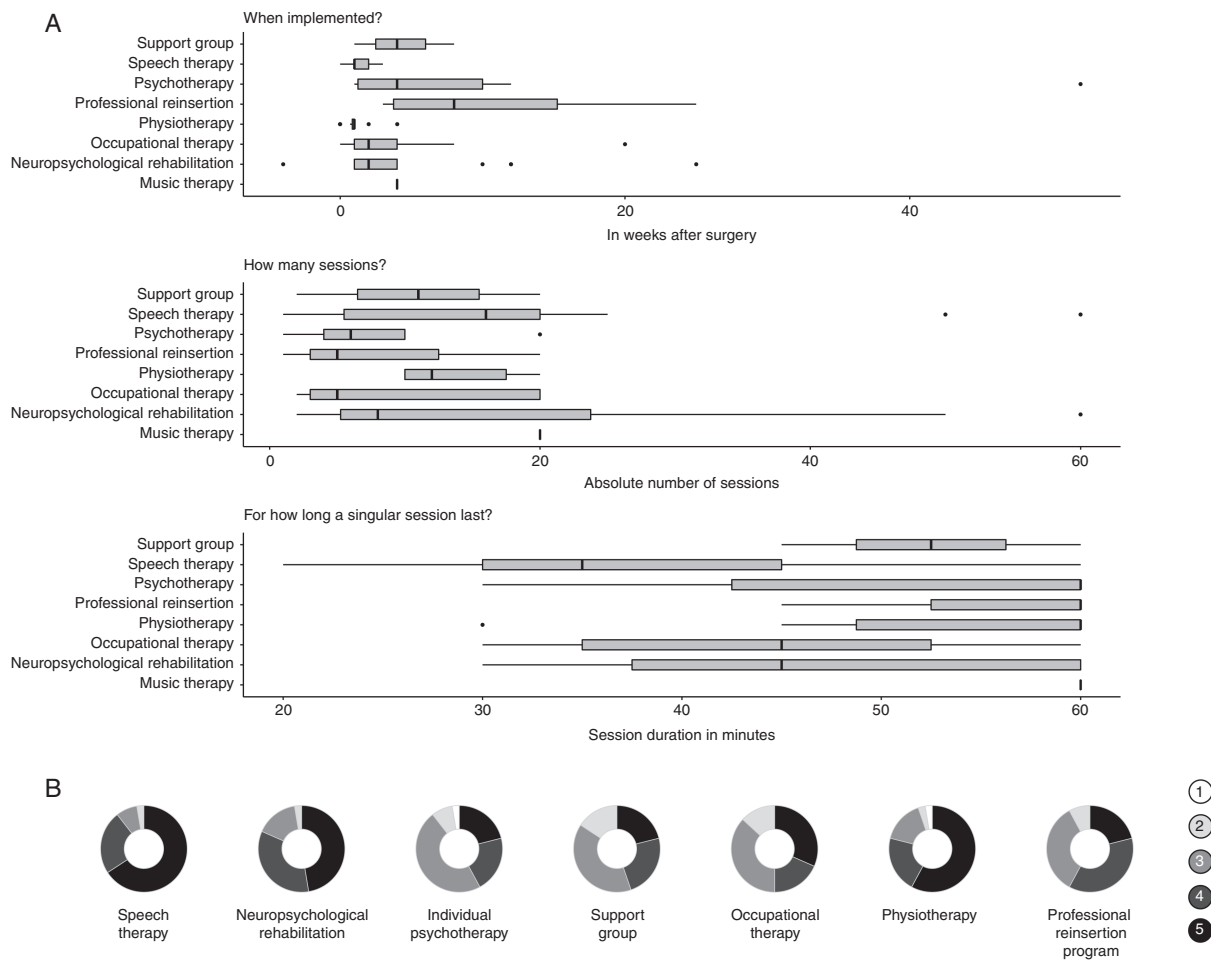 A
When implemented?
Support group
Speech therapy
Psychotherapy
Professional reinsertion
Physiotherapy
Occupational therapy
Neuropsychological rehabilitation
Music therapy
0 20 40
In weeks after surgery
How many sessions?
Support group
Speech therapy
Psychotherapy
Professional reinsertion
Physiotherapy
Occupational therapy
Neuropsychological rehabilitation
Music therapy
0 20 40 60
Absolute number of sessions
For how long a singular session last?
Support group
Speech therapy
Psychotherapy
Professional reinsertion
Physiotherapy
Occupational therapy
Neuropsychological rehabilitation
Music therapy
20 30 40 50 60
Session duration in minutes
B
Speech
therapy
Neuropsychological
rehabilitation
Individual
psychotherapy
Support
group
Occupational
therapy
Physiotherapy
Professional
reinsertion
program
1
2
3
4
5